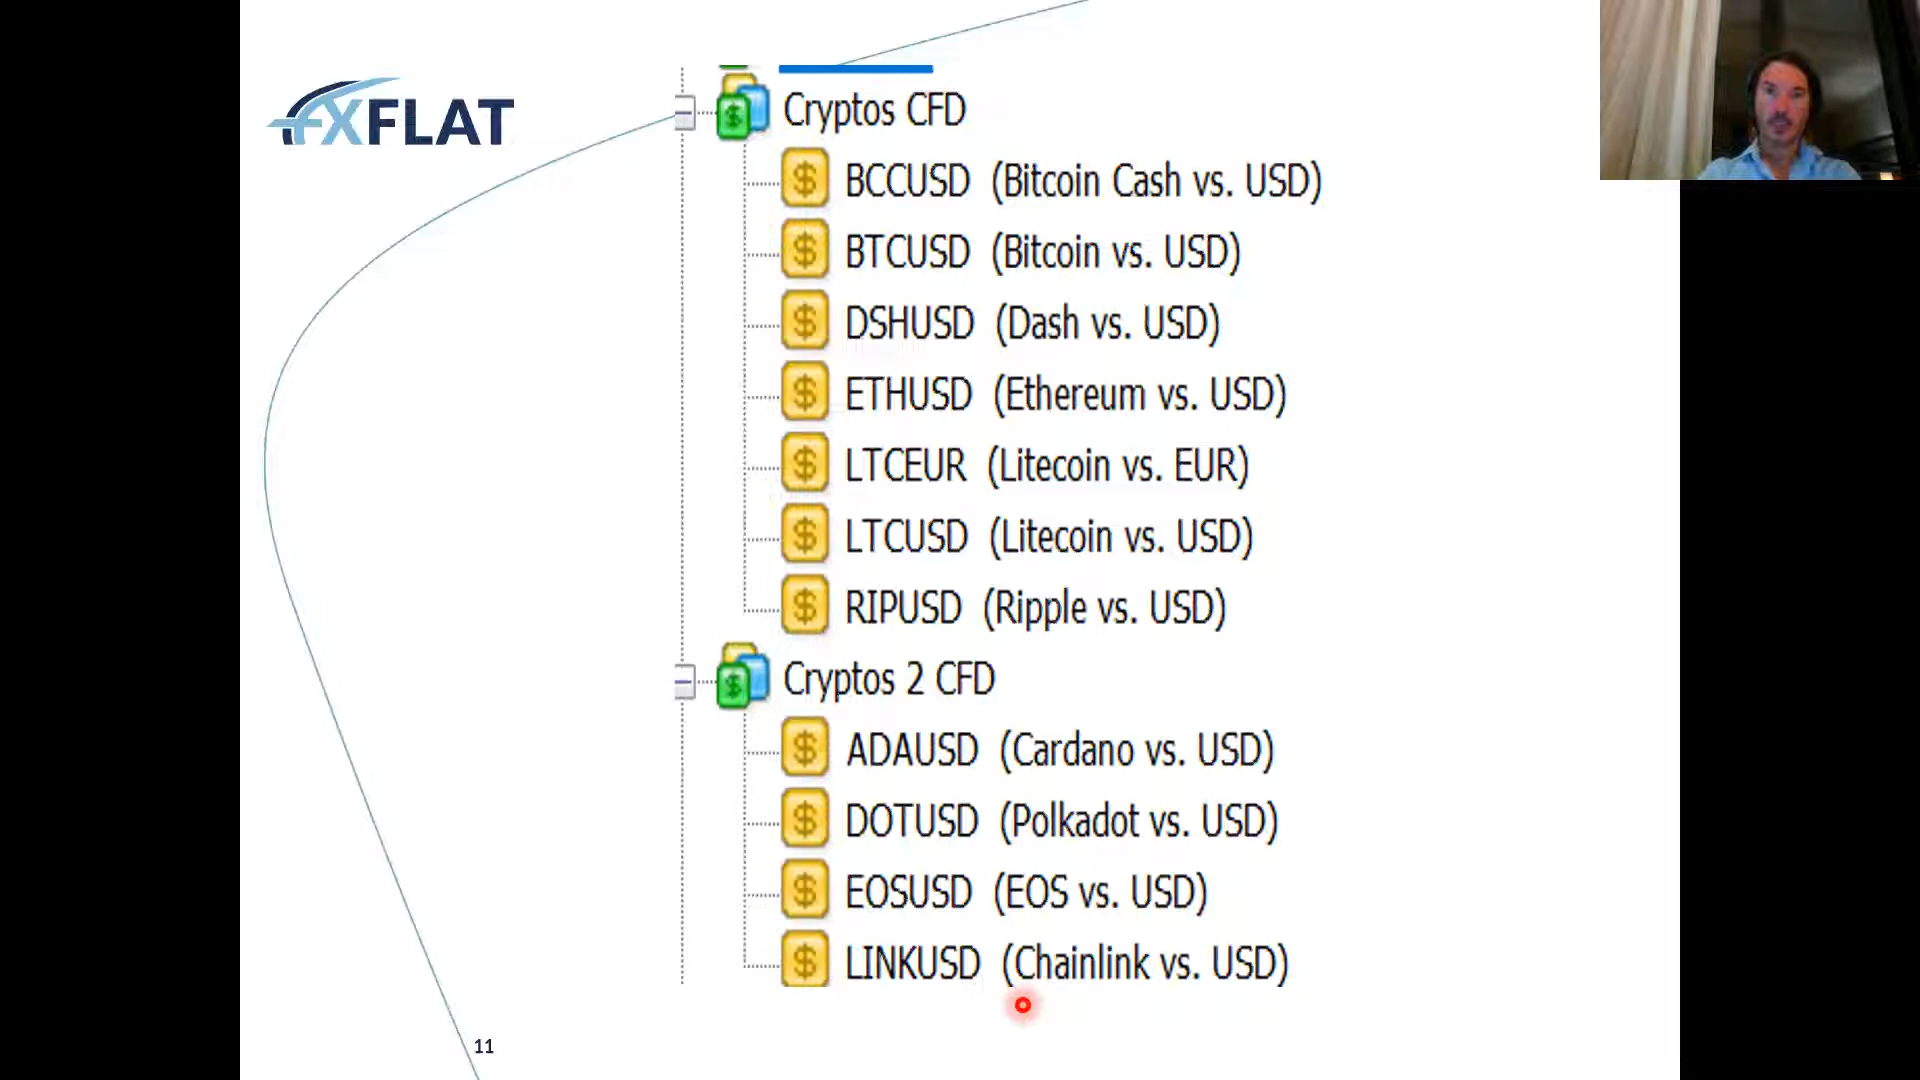 FXFLAT
Cryptos CFD
BCCUSD (Bitcoin Cash vs. USD)
BTCUSD (Bitcoin vs. USD)
DSHUSD (Dash vs. USD)
ETHUSD (Ethereum vs. USD)
LTCEUR (Litecoin vs. EUR)
LTCUSD (Litecoin vs. USD)
RIPUSD (Ripple vs. USD)
Cryptos 2 CFD
ADAUSD (Cardano vs. USD)
DOTUSD (Polkadot vs. USD)
EOSUSD (EOS vs. USD)
LINKUSD (Chainlink vs. USD)
11